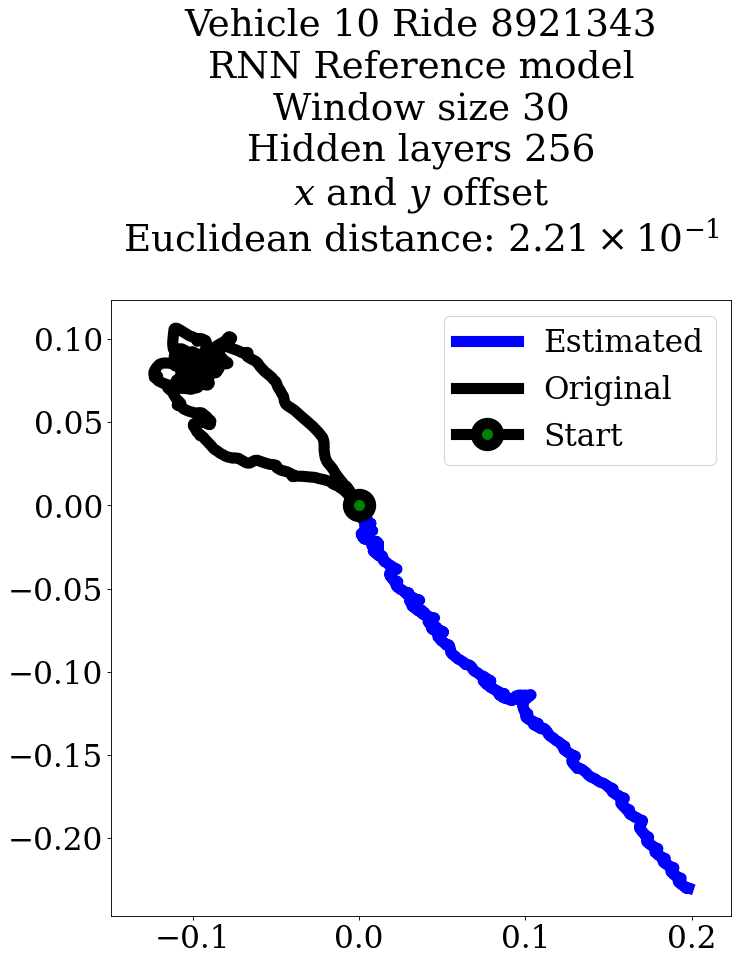 Vehicle 10 Ride 8921343
RNN Reference model
Window size 30
Hidden layers 256
x and y offset
Euclidean distance: 2.21 × 10⁻¹
Estimated
Original
Start
0.10
0.05
0.00
−0.05
−0.10
−0.15
−0.20
−0.1 0.0 0.1 0.2